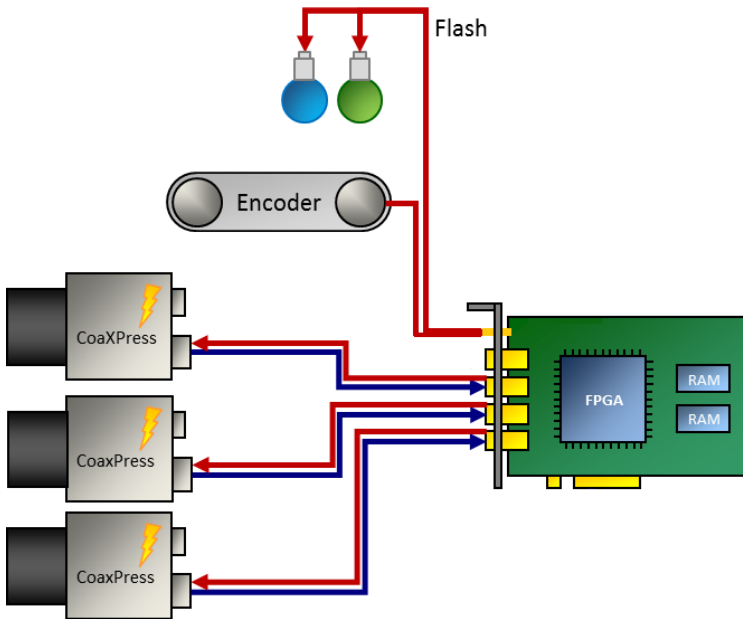 Flash
Encoder
CoaXPress
RAM
FPGA
RAM
CoaxPress
CoaxPress